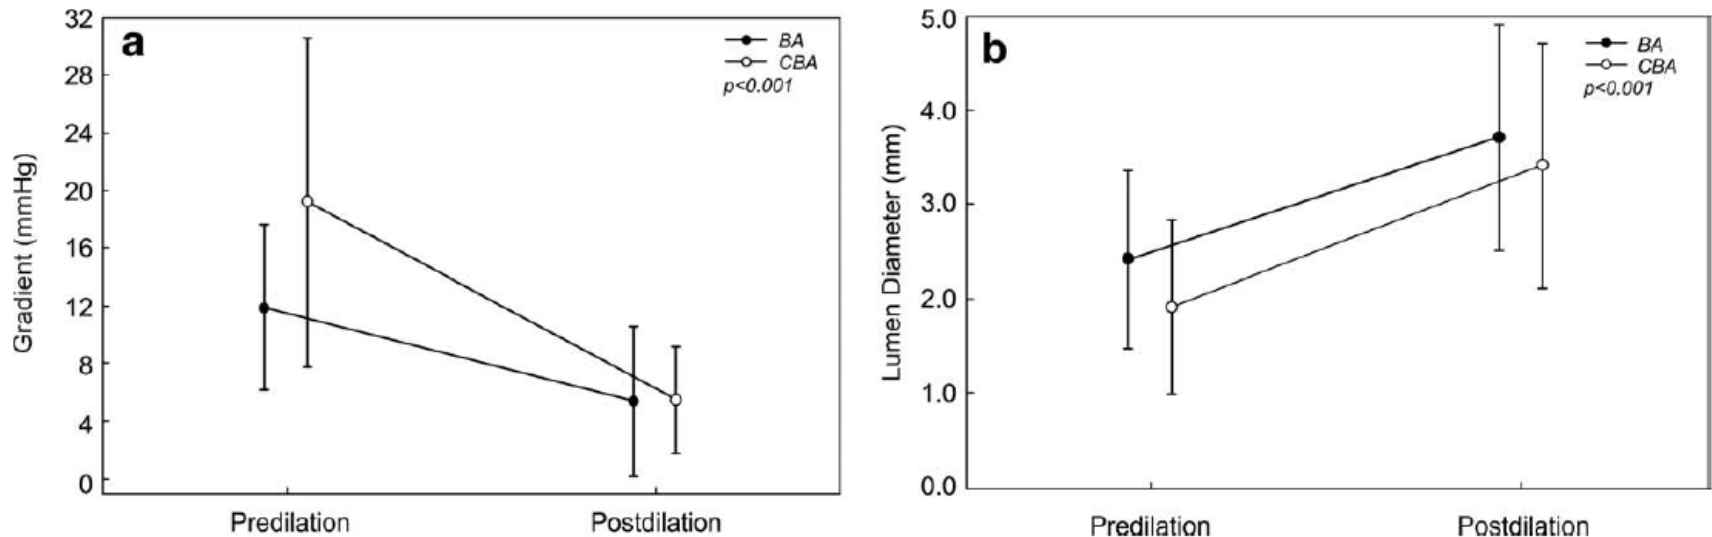 a
BA
CBA
p<0.001
Gradient (mmHg)
32
28
24
20
16
12
8
4
0
Predilation
Postdilation
b
BA
CBA
p<0.001
Lumen Diameter (mm)
5.0
4.0
3.0
2.0
1.0
0.0
Predilation
Postdilation